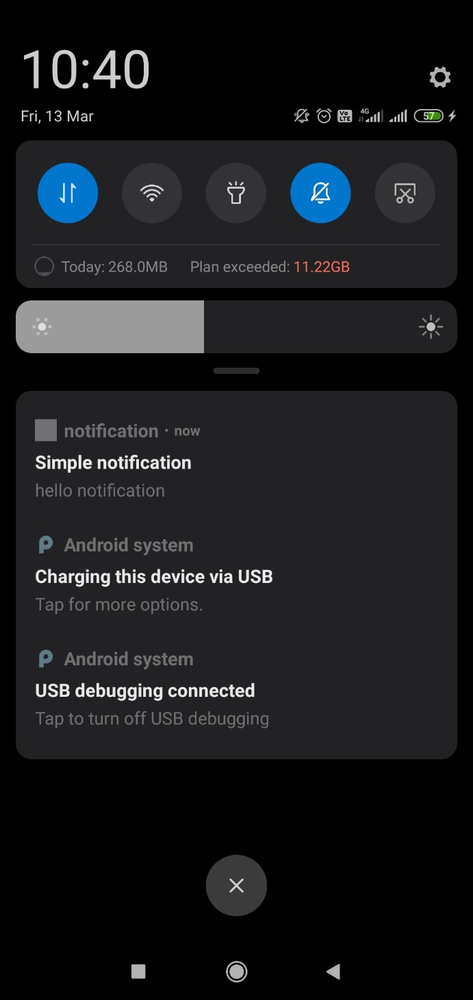 10:40
Fri, 13 Mar
Vo LTE 4G 57
Today: 268.0MB Plan exceeded: 11.22GB
notification · now
Simple notification
hello notification
Android system
Charging this device via USB
Tap for more options.
Android system
USB debugging connected
Tap to turn off USB debugging